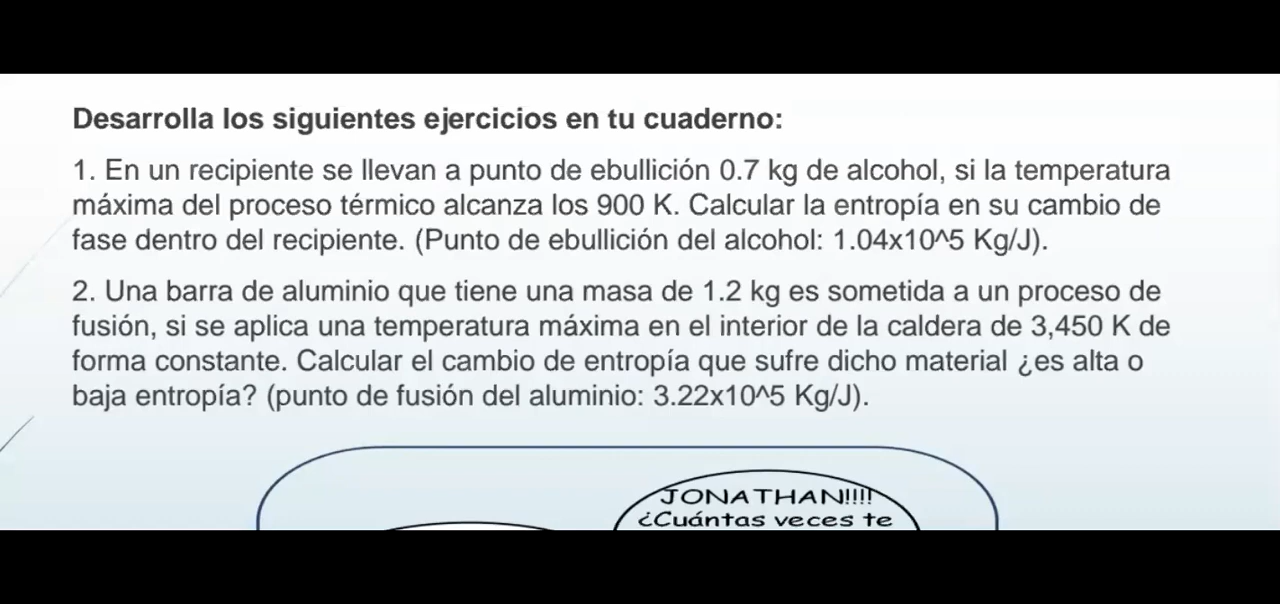 Desarrolla los siguientes ejercicios en tu cuaderno:
1. En un recipiente se llevan a punto de ebullición 0.7 kg de alcohol, si la temperatura
máxima del proceso térmico alcanza los 900 K. Calcular la entropía en su cambio de
fase dentro del recipiente. (Punto de ebullición del alcohol: 1.04x10^5 Kg/J).
2. Una barra de aluminio que tiene una masa de 1.2 kg es sometida a un proceso de
fusión, si se aplica una temperatura máxima en el interior de la caldera de 3,450 K de
forma constante. Calcular el cambio de entropía que sufre dicho material ¿es alta o
baja entropía? (punto de fusión del aluminio: 3.22x10^5 Kg/J).
JONATHAN!!!!
¿Cuántas veces te